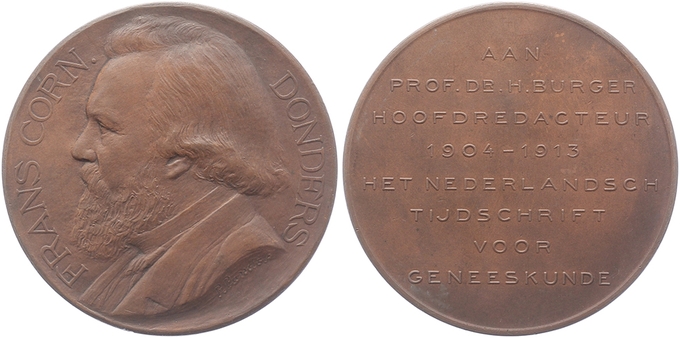 FRANS CORN. DONDERS
AAN
PROF. DR. H. BURGER
HOOFDREDACTEUR
1904-1913
HET NEDERLANDSCH
TIJDSCHRIFT
VOOR
GENEESKUNDE